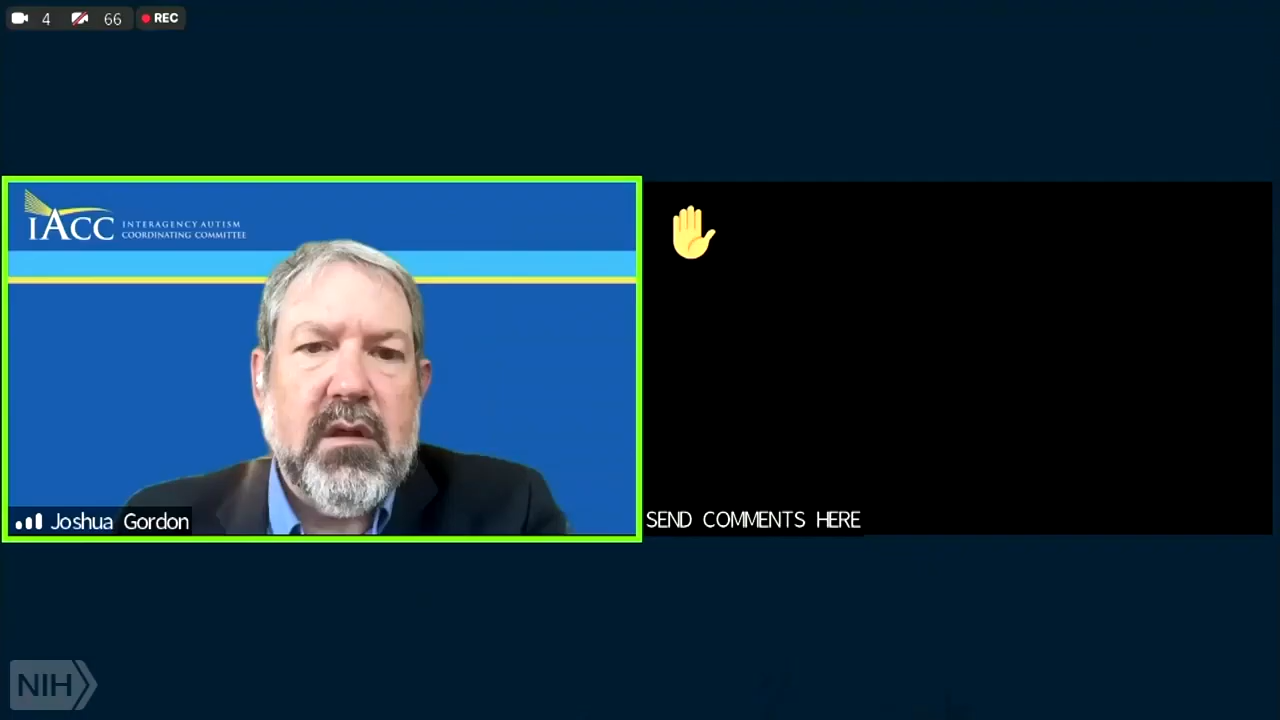 4 66 REC
IACC INTERAGENCY AUTISM
COORDINATING COMMITTEE
Joshua Gordon
SEND COMMENTS HERE
NIH